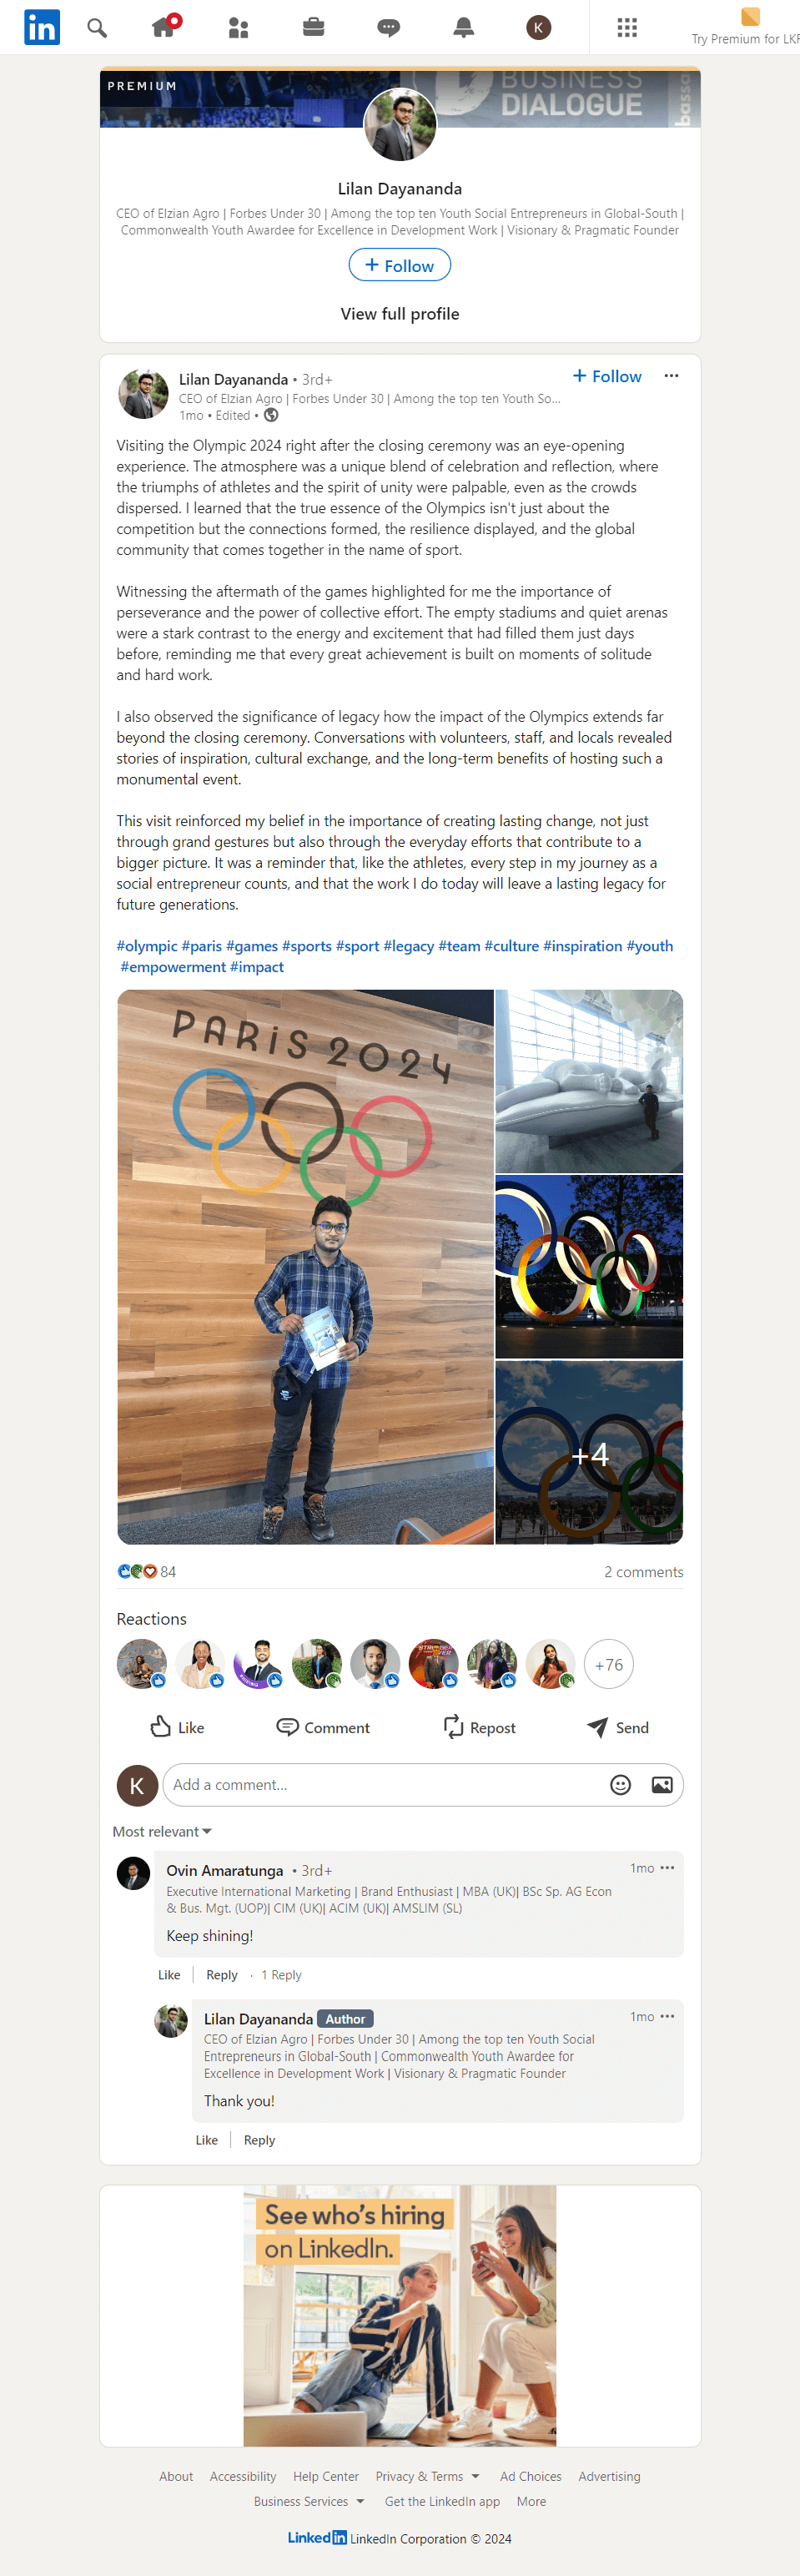 in
K
Try Premium for LKR
PREMIUM
BUSINESS
DIALOGUE
bassa
Lilan Dayananda
CEO of Elzian Agro | Forbes Under 30 | Among the top ten Youth Social Entrepreneurs in Global-South |
Commonwealth Youth Awardee for Excellence in Development Work | Visionary & Pragmatic Founder
+ Follow
View full profile
Lilan Dayananda • 3rd+
+ Follow
CEO of Elzian Agro | Forbes Under 30 | Among the top ten Youth So...
1mo • Edited •
Visiting the Olympic 2024 right after the closing ceremony was an eye-opening
experience. The atmosphere was a unique blend of celebration and reflection, where
the triumphs of athletes and the spirit of unity were palpable, even as the crowds
dispersed. I learned that the true essence of the Olympics isn't just about the
competition but the connections formed, the resilience displayed, and the global
community that comes together in the name of sport.
Witnessing the aftermath of the games highlighted for me the importance of
perseverance and the power of collective effort. The empty stadiums and quiet arenas
were a stark contrast to the energy and excitement that had filled them just days
before, reminding me that every great achievement is built on moments of solitude
and hard work.
I also observed the significance of legacy how the impact of the Olympics extends far
beyond the closing ceremony. Conversations with volunteers, staff, and locals revealed
stories of inspiration, cultural exchange, and the long-term benefits of hosting such a
monumental event.
This visit reinforced my belief in the importance of creating lasting change, not just
through grand gestures but also through the everyday efforts that contribute to a
bigger picture. It was a reminder that, like the athletes, every step in my journey as a
social entrepreneur counts, and that the work I do today will leave a lasting legacy for
future generations.
#olympic #paris #games #sports #sport #legacy #team #culture #inspiration #youth
#empowerment #impact
PARIS 2024
+4
84
2 comments
Reactions
+76
Like
Comment
Repost
Send
K
Add a comment...
Most relevant
Ovin Amaratunga • 3rd+
1mo
Executive International Marketing | Brand Enthusiast | MBA (UK)| BSc Sp. AG Econ
& Bus. Mgt. (UOP)| CIM (UK)| ACIM (UK)| AMSLIM (SL)
Keep shining!
Like
Reply · 1 Reply
Lilan Dayananda Author
1mo
CEO of Elzian Agro | Forbes Under 30 | Among the top ten Youth Social
Entrepreneurs in Global-South | Commonwealth Youth Awardee for
Excellence in Development Work | Visionary & Pragmatic Founder
Thank you!
Like
Reply
See who's hiring
on LinkedIn.
About Accessibility Help Center Privacy & Terms Ad Choices Advertising
Business Services Get the LinkedIn app More
Linkedin LinkedIn Corporation © 2024